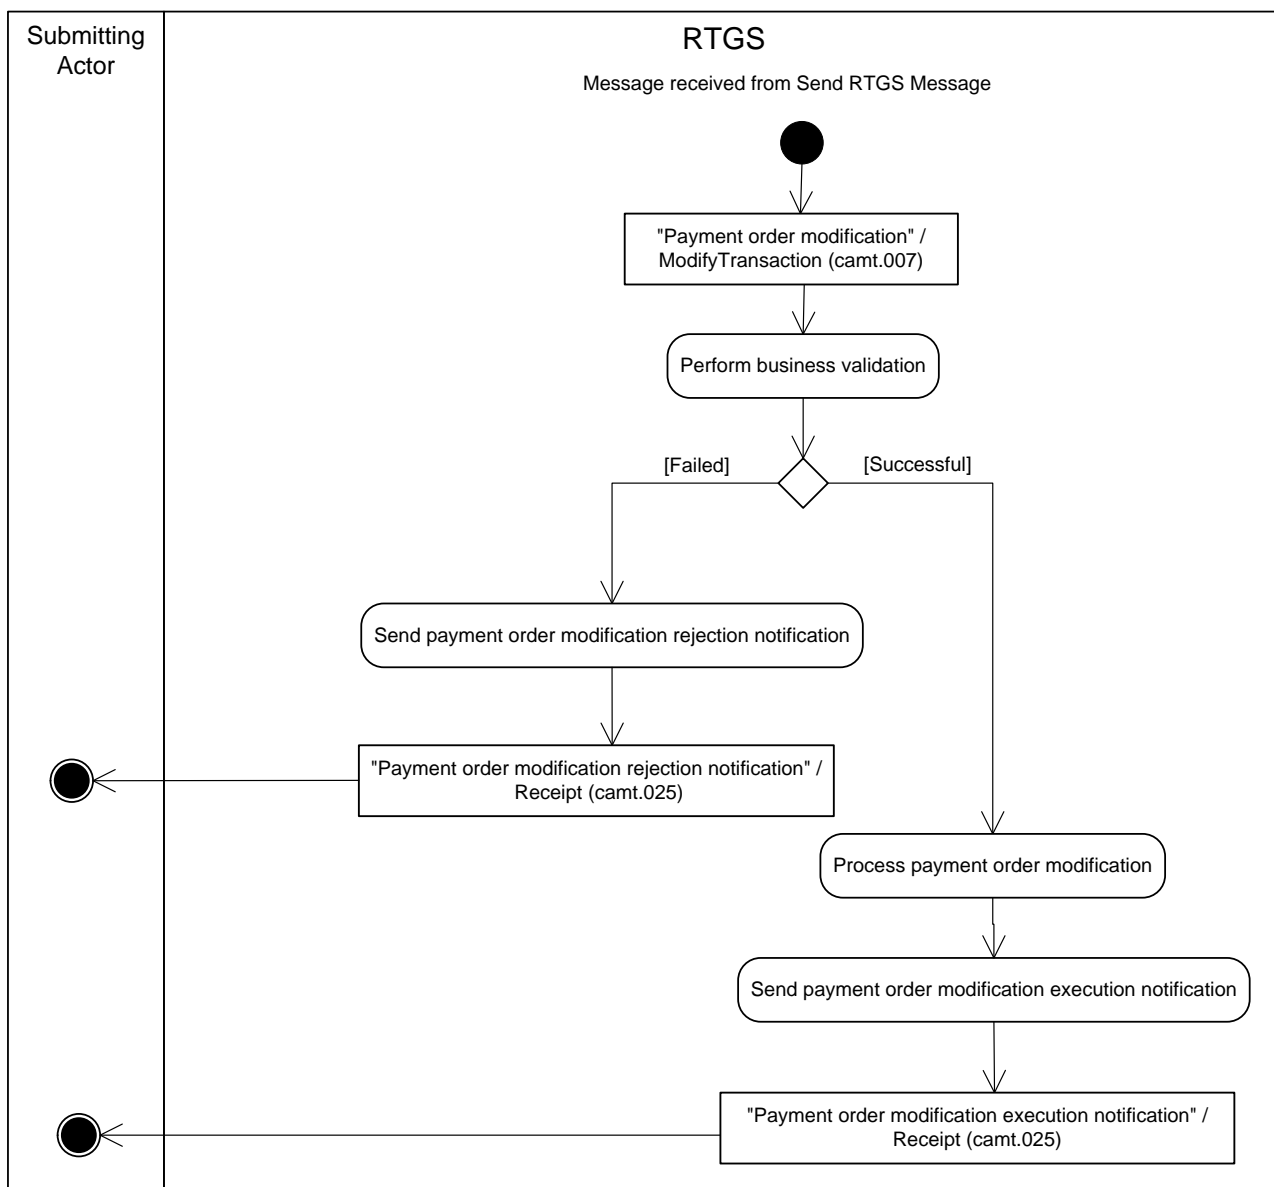 Submitting
Actor
RTGS
Message received from Send RTGS Message
"Payment order modification" /
ModifyTransaction (camt.007)
Perform business validation
[Failed]
[Successful]
Send payment order modification rejection notification
"Payment order modification rejection notification" /
Receipt (camt.025)
Process payment order modification
Send payment order modification execution notification
"Payment order modification execution notification" /
Receipt (camt.025)